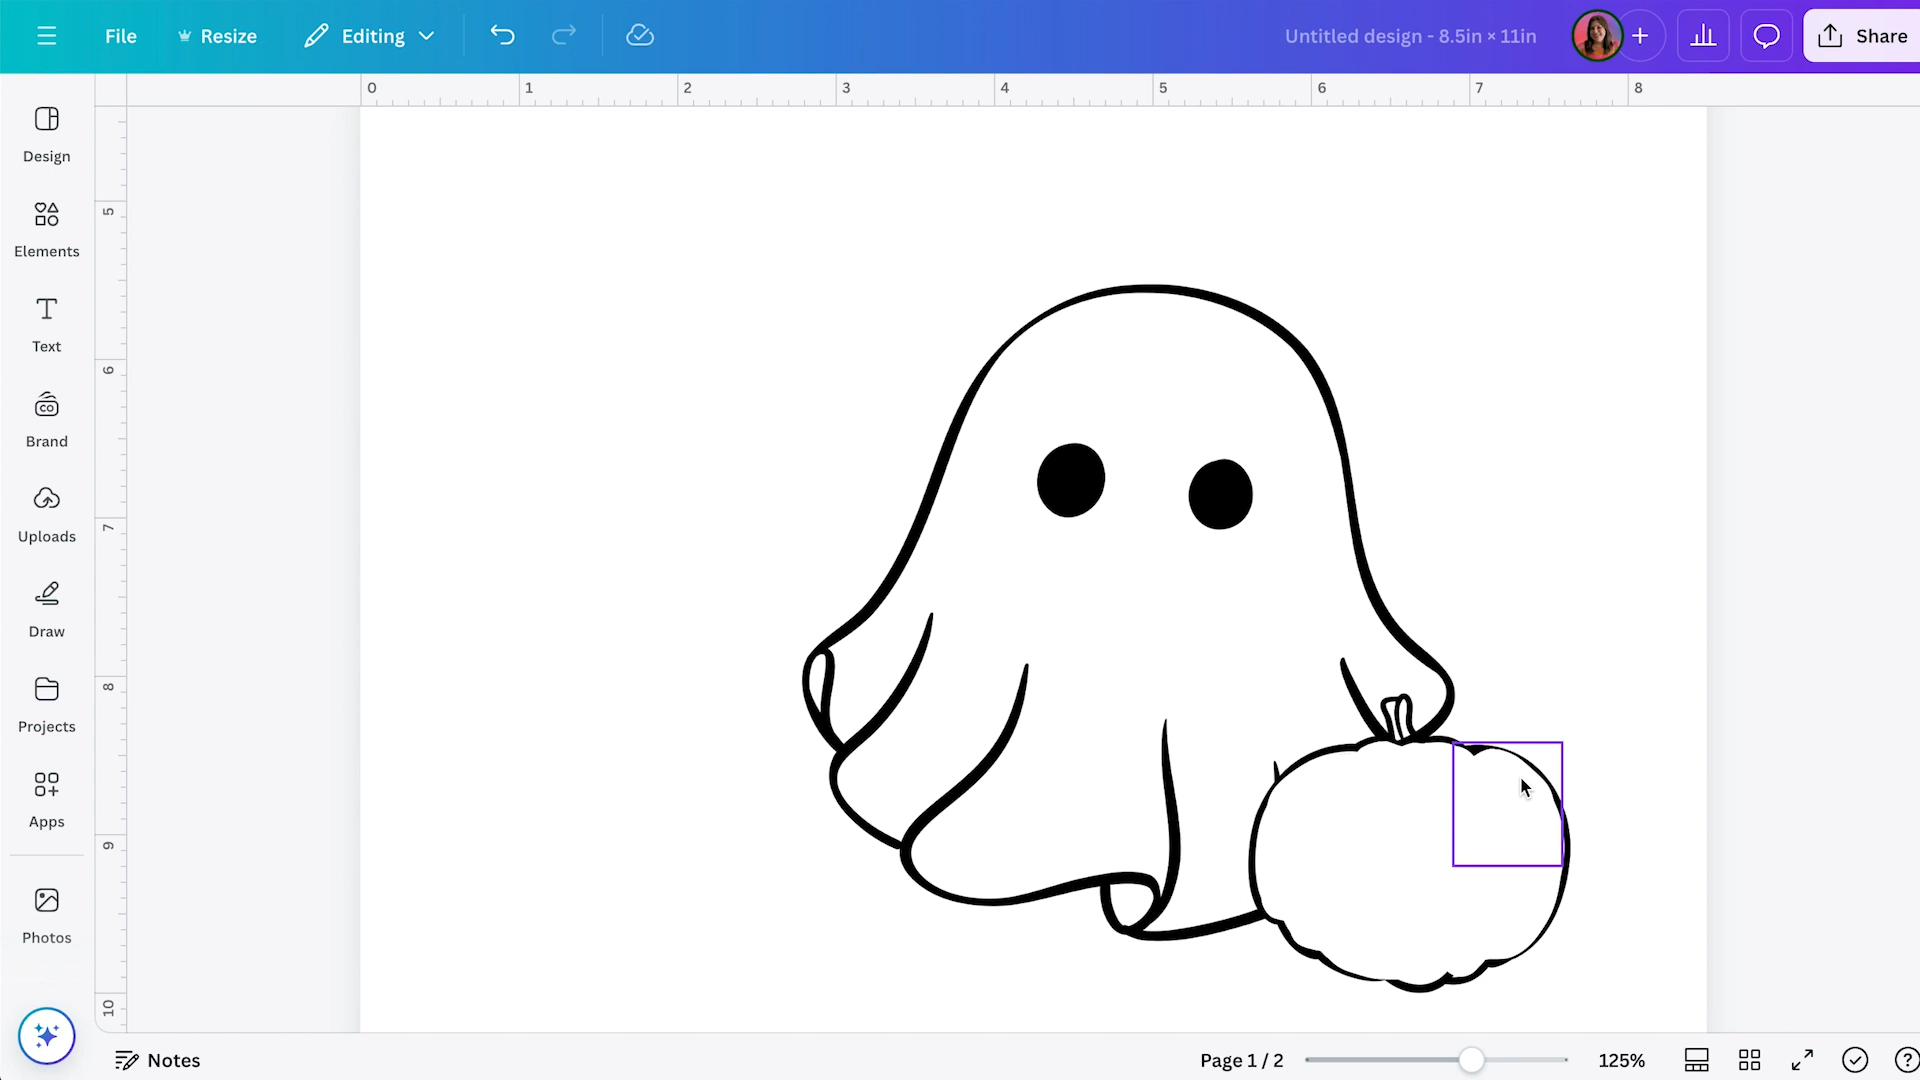 File
Resize
Editing
Untitled design - 8.5in × 11in
Share
0 1 2 3 4 5 6 7 8
Design
Elements
Text
CO
Brand
Uploads
Draw
Projects
Apps
Photos
5
6
7
8
9
10
Notes
Page 1 / 2
125%
?